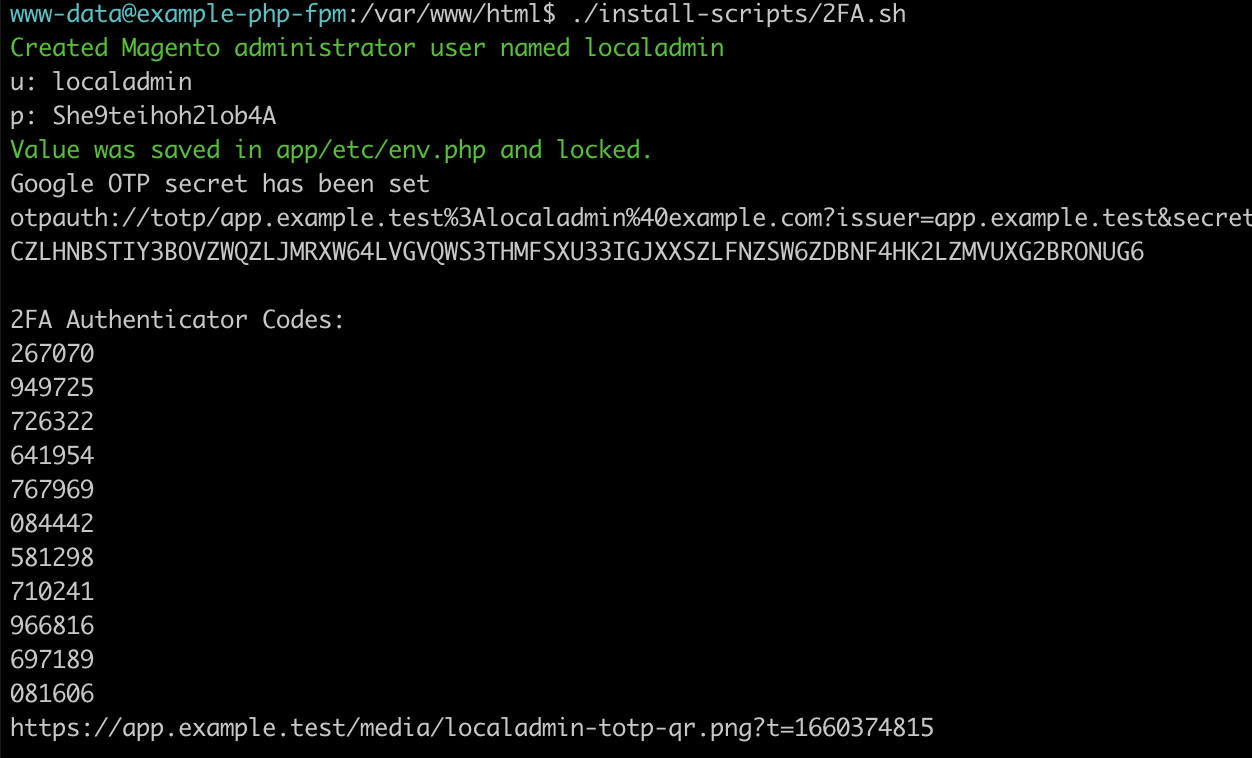 www-data@example-php-fpm:/var/www/html$ ./install-scripts/2FA.sh
Created Magento administrator user named localadmin
u: localadmin
p: She9teihoh2lob4A
Value was saved in app/etc/env.php and locked.
Google OTP secret has been set
otpauth://totp/app.example.test%3Alocaladmin%40example.com?issuer=app.example.test&secret
CZLHNBSTIY3BOVZWQZLJMRXW64LVGVQWS3THMFSXU33IGJXXSZLFNZSW6ZDBNF4HK2LZMVUXG2BRONUG6
2FA Authenticator Codes:
267070
949725
726322
641954
767969
084442
581298
710241
966816
697189
081606
https://app.example.test/media/localadmin-totp-qr.png?t=1660374815